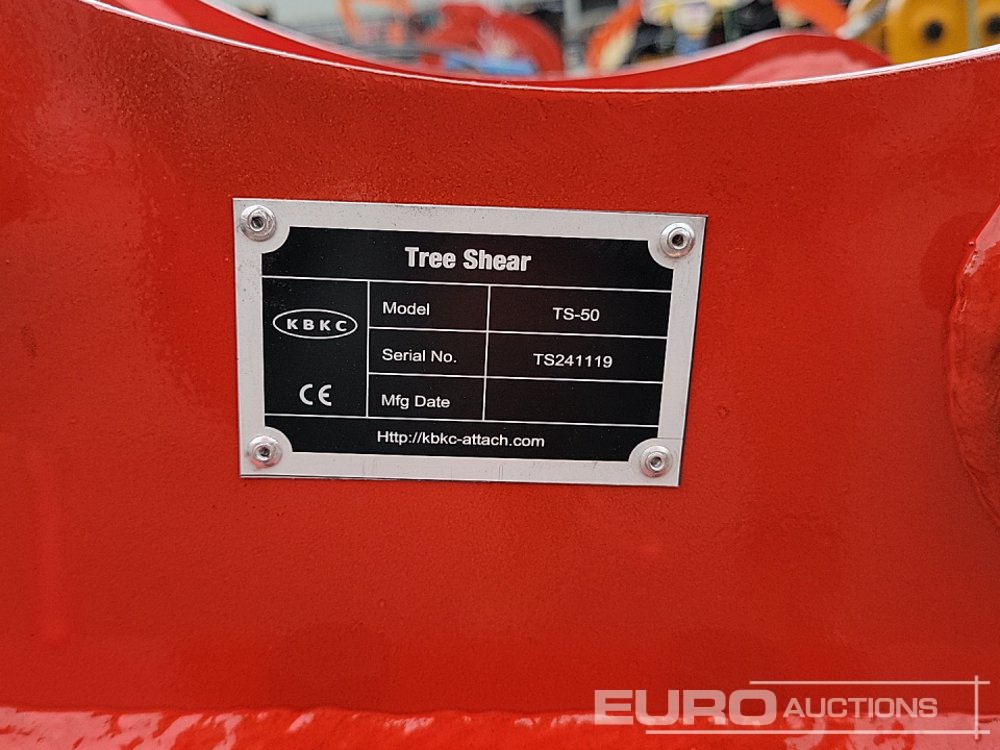 Tree Shear
KBKC
CE
Model TS-50
Serial No. TS241119
Mfg Date
Http://kbkc-attach.com
EURO AUCTIONS